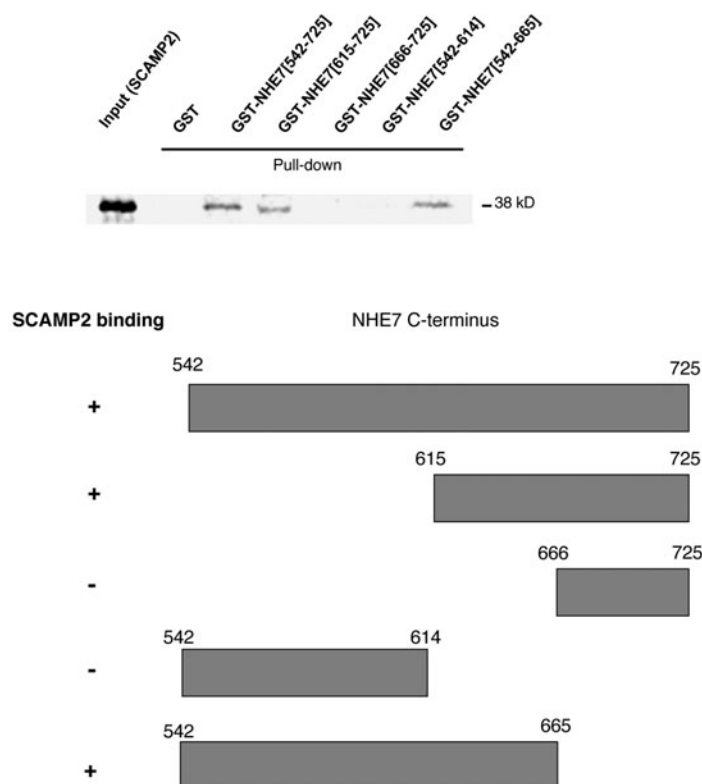 Input (SCAMP2)
GST
GST-NHE7[542-725]
GST-NHE7[615-725]
GST-NHE7[666-725]
GST-NHE7[542-614]
GST-NHE7[542-665]
Pull-down
38 kD
SCAMP2 binding NHE7 C-terminus
542 725
+
615 725
+
666 725
-
542 614
-
542 665
+